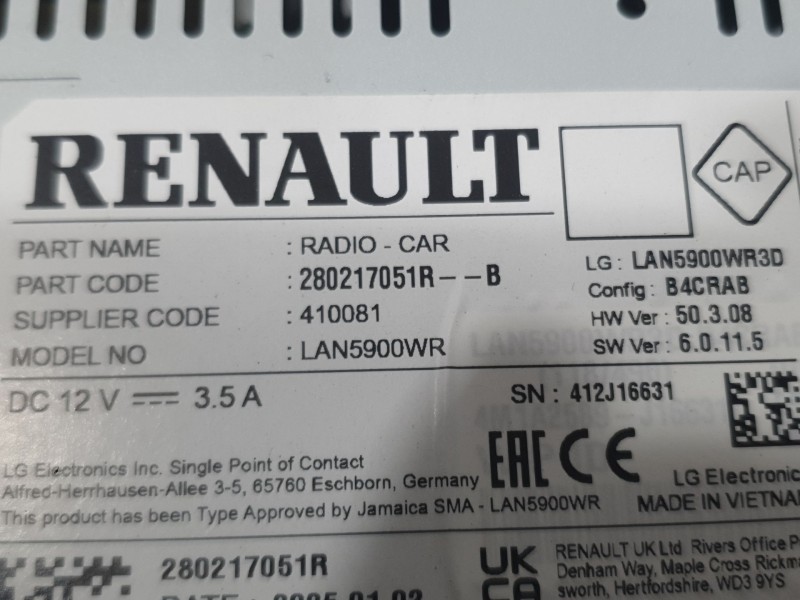 RENAULT
CAP
PART NAME : RADIO - CAR
PART CODE : 280217051R--B
SUPPLIER CODE : 410081
MODEL NO : LAN5900WR
LG : LAN5900WR3D
Config : B4CRAB
HW Ver : 50.3.08
SW Ver : 6.0.11.5
DC 12 V 3.5 A
SN : 412J16631
EAC CE
LG Electronics Inc. Single Point of Contact
Alfred-Herrhausen-Allee 3-5, 65760 Eschborn, Germany
This product has been Type Approved by Jamaica SMA - LAN5900WR
LG Electronic
MADE IN VIETNA
280217051R
UK
CA
RENAULT UK Ltd Rivers Office P
Denham Way, Maple Cross Rickm
sworth, Hertfordshire, WD3 9YS